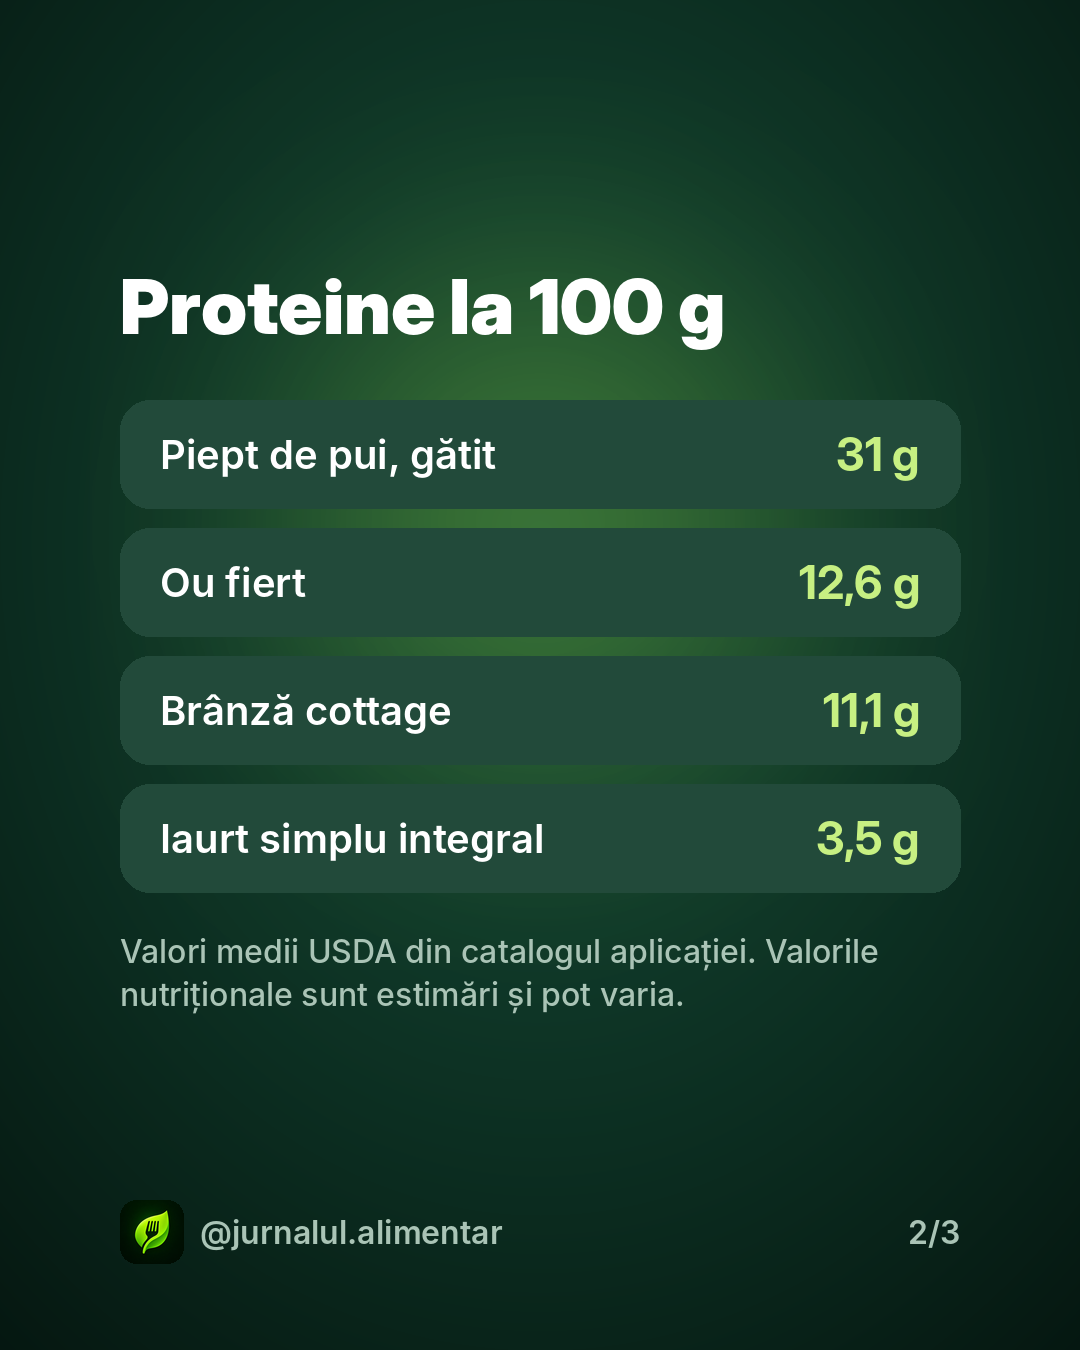 Proteine la 100 g
Piept de pui, gătit 31 g
Ou fiert 12,6 g
Brânză cottage 11,1 g
Iaurt simplu integral 3,5 g
Valori medii USDA din catalogul aplicației. Valorile
nutriționale sunt estimări și pot varia.
@jurnalul.alimentar 2/3